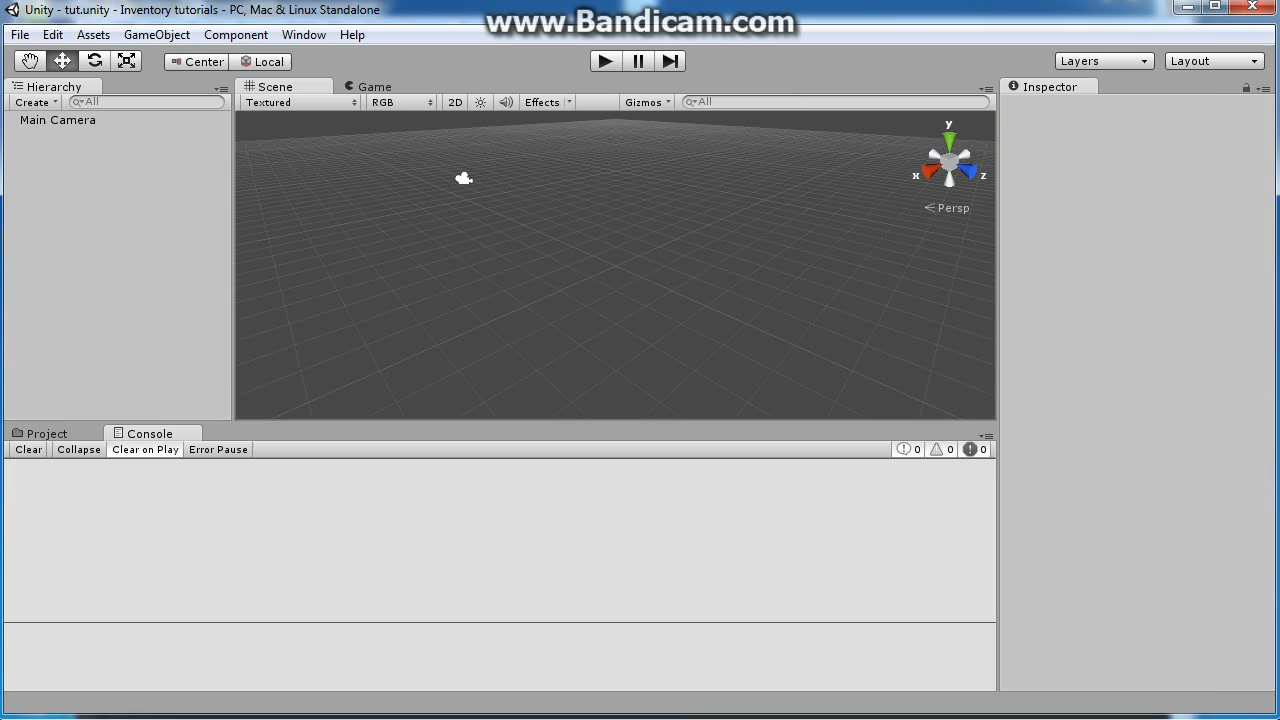 Unity - tut.unity - Inventory tutorials - PC, Mac & Linux Standalone
www.Bandicam.com
File Edit Assets GameObject Component Window Help
Center Local Layers Layout
Hierarchy Scene Game Inspector
Create All Textured RGB 2D Effects Gizmos All
Main Camera
y
x z
Persp
Project Console
Clear Collapse Clear on Play Error Pause 0 0 0